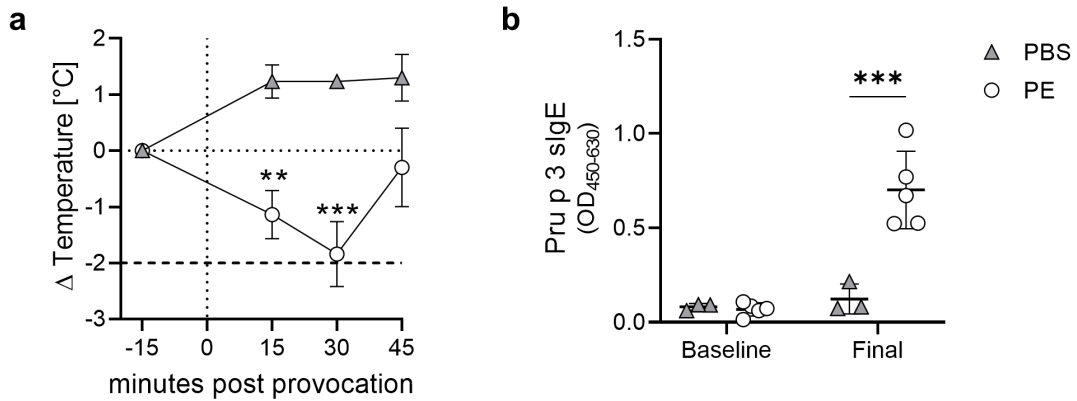 a
2
1
0
-1
-2
-3
Δ Temperature [°C]
**
***
-15 0 15 30 45
minutes post provocation
b
1.5
1.0
0.5
0.0
Pru p 3 sIgE
(OD450-630)
***
Baseline Final
PBS
PE